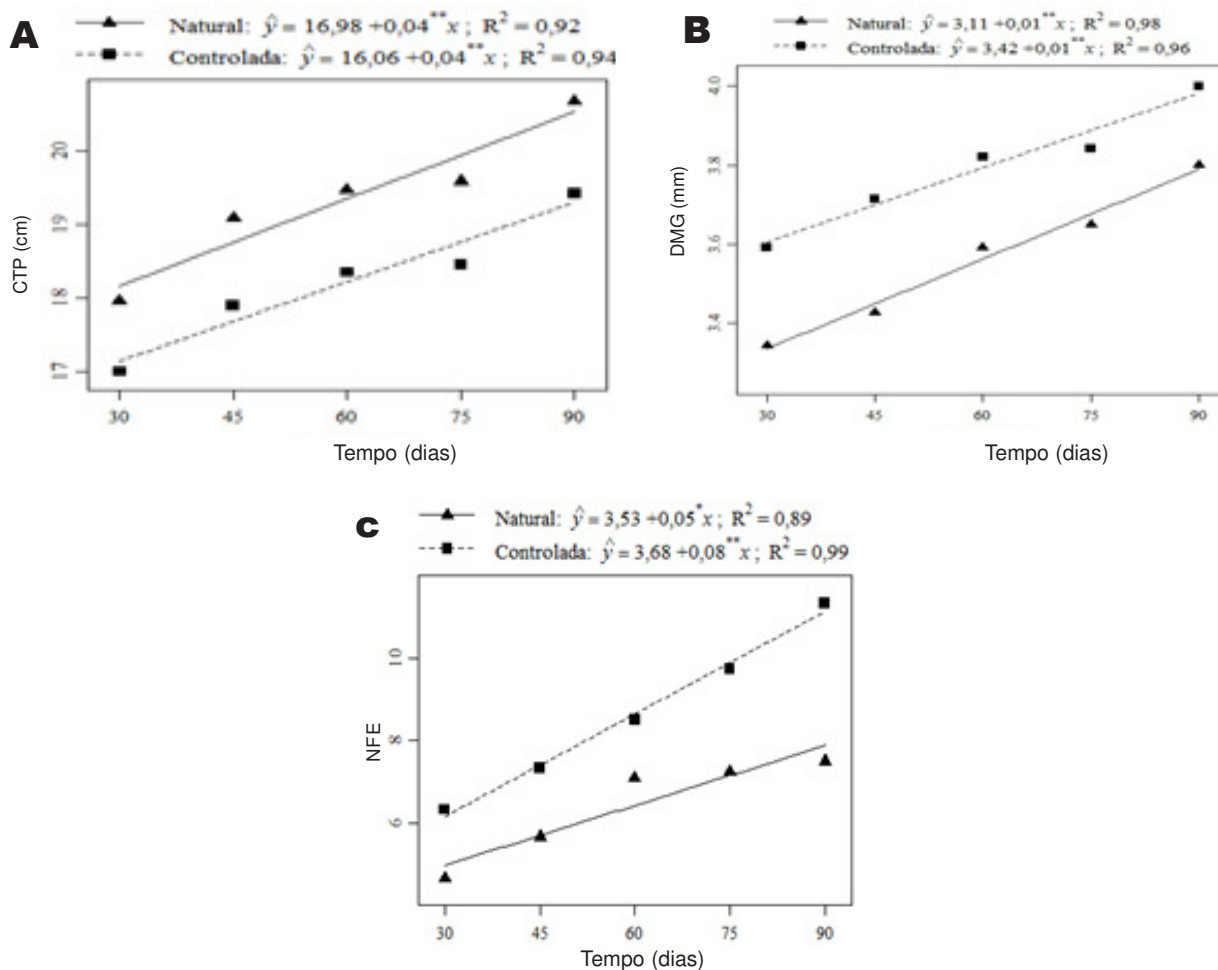 A
Natural: ŷ = 16,98 +0,04**x ; R² = 0,92
Controlada: ŷ = 16,06 +0,04**x ; R² = 0,94
CTP (cm)
20
19
18
17
30 45 60 75 90
Tempo (dias)
B
Natural: ŷ = 3,11 +0,01**x ; R² = 0,98
Controlada: ŷ = 3,42 +0,01**x ; R² = 0,96
DMG (mm)
4.0
3.8
3.6
3.4
30 45 60 75 90
Tempo (dias)
C
Natural: ŷ = 3,53 +0,05*x ; R² = 0,89
Controlada: ŷ = 3,68 +0,08**x ; R² = 0,99
NFE
10
8
6
30 45 60 75 90
Tempo (dias)